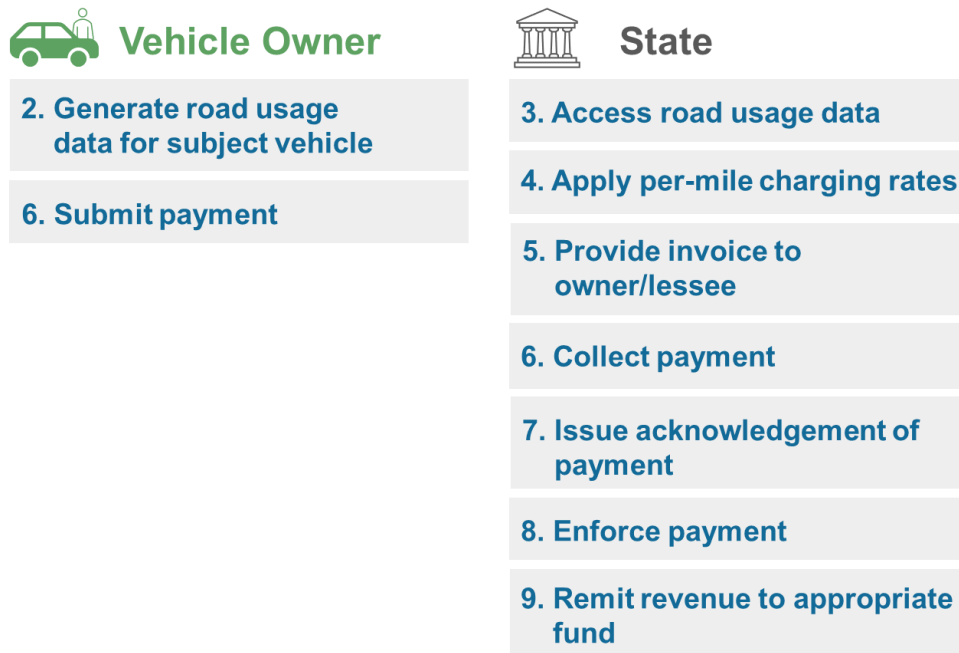 Vehicle Owner
2. Generate road usage
data for subject vehicle
6. Submit payment
State
3. Access road usage data
4. Apply per-mile charging rates
5. Provide invoice to
owner/lessee
6. Collect payment
7. Issue acknowledgement of
payment
8. Enforce payment
9. Remit revenue to appropriate
fund